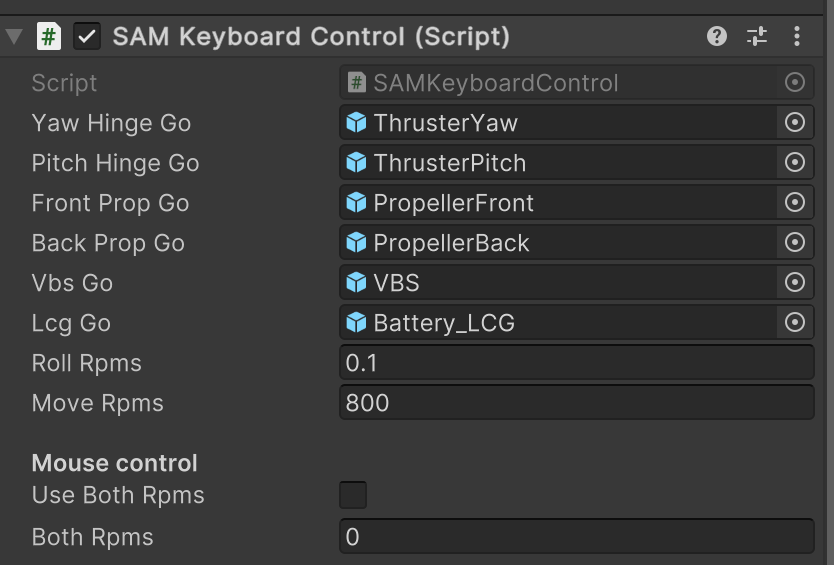 # SAM Keyboard Control (Script)
Script # SAMKeyboardControl
Yaw Hinge Go ThrusterYaw
Pitch Hinge Go ThrusterPitch
Front Prop Go PropellerFront
Back Prop Go PropellerBack
Vbs Go VBS
Lcg Go Battery_LCG
Roll Rpms 0.1
Move Rpms 800
Mouse control
Use Both Rpms
Both Rpms 0